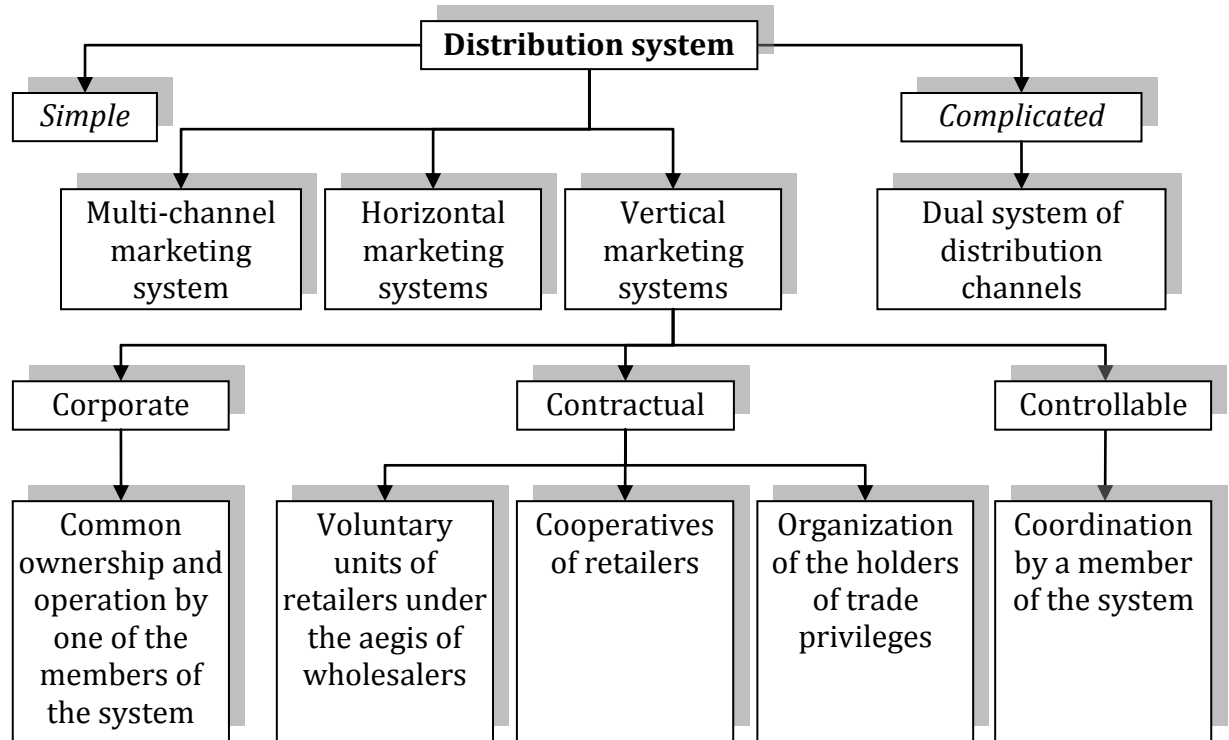 Distribution system
Simple
Complicated
Multi-channel
marketing
system
Horizontal
marketing
systems
Vertical
marketing
systems
Dual system of
distribution
channels
Corporate
Contractual
Controllable
Common
ownership and
operation by
one of the
members of
the system
Voluntary
units of
retailers under
the aegis of
wholesalers
Cooperatives
of retailers
Organization
of the holders
of trade
privileges
Coordination
by a member
of the system